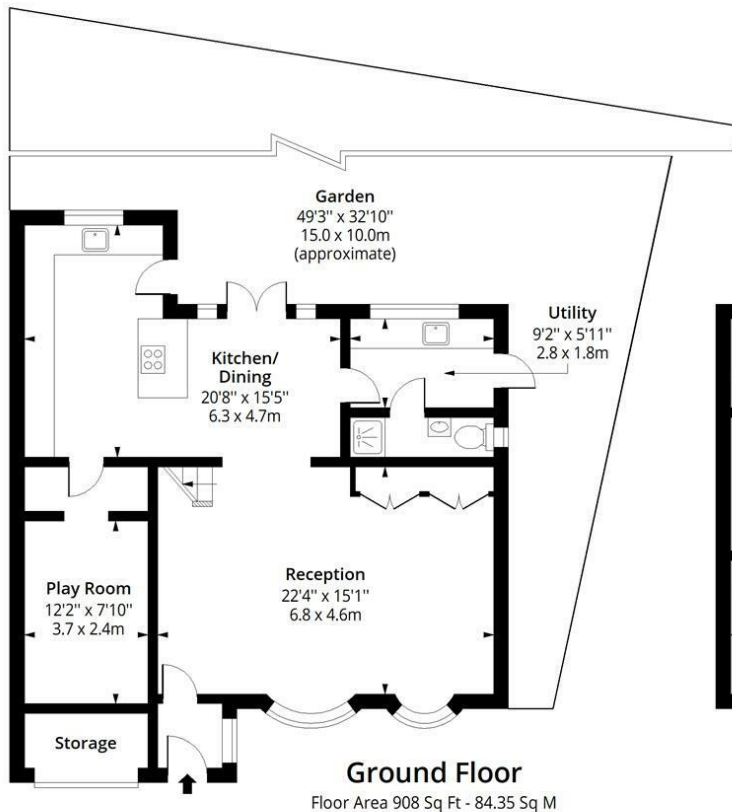 Garden
49'3'' x 32'10''
15.0 x 10.0m
(approximate)
Utility
9'2'' x 5'11''
2.8 x 1.8m
Kitchen/
Dining
20'8'' x 15'5''
6.3 x 4.7m
Reception
22'4'' x 15'1''
6.8 x 4.6m
Play Room
12'2'' x 7'10''
3.7 x 2.4m
Storage
Ground Floor
Floor Area 908 Sq Ft - 84.35 Sq M